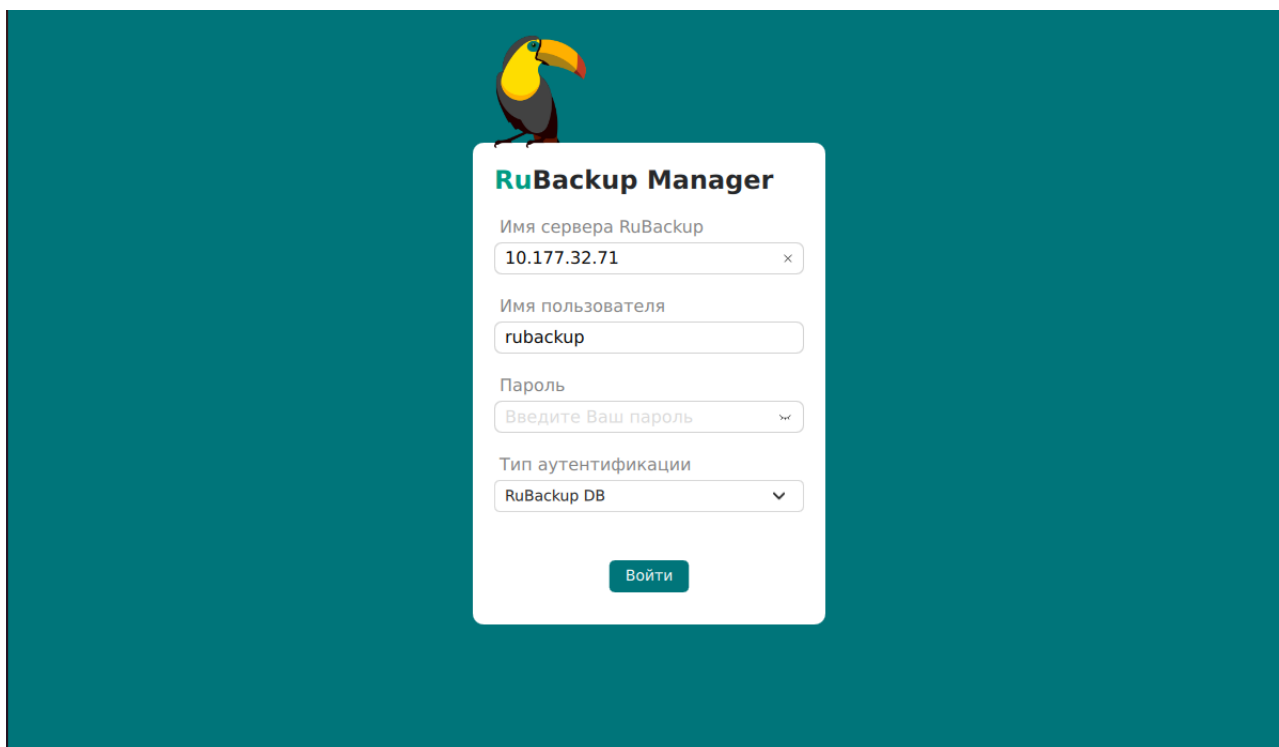 RuBackup Manager
Имя сервера RuBackup
10.177.32.71
Имя пользователя
rubackup
Пароль
Введите Ваш пароль
Тип аутентификации
RuBackup DB
Войти